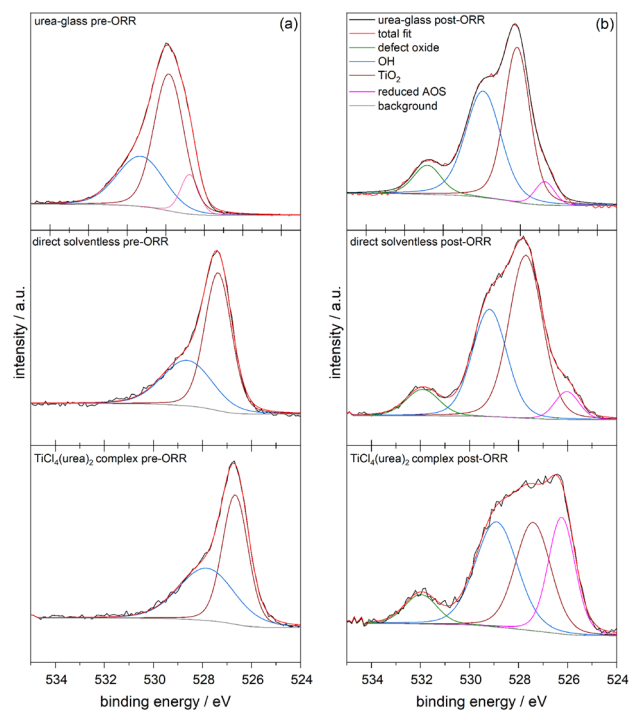 urea-glass pre-ORR
(a)
direct solventless pre-ORR
TiCl4(urea)2 complex pre-ORR
intensity / a.u.
534
532
530
528
526
524
binding energy / eV
urea-glass post-ORR
(b)
total fit
defect oxide
OH
TiO2
reduced AOS
background
direct solventless post-ORR
TiCl4(urea)2 complex post-ORR
intensity / a.u.
534
532
530
528
526
524
binding energy / eV